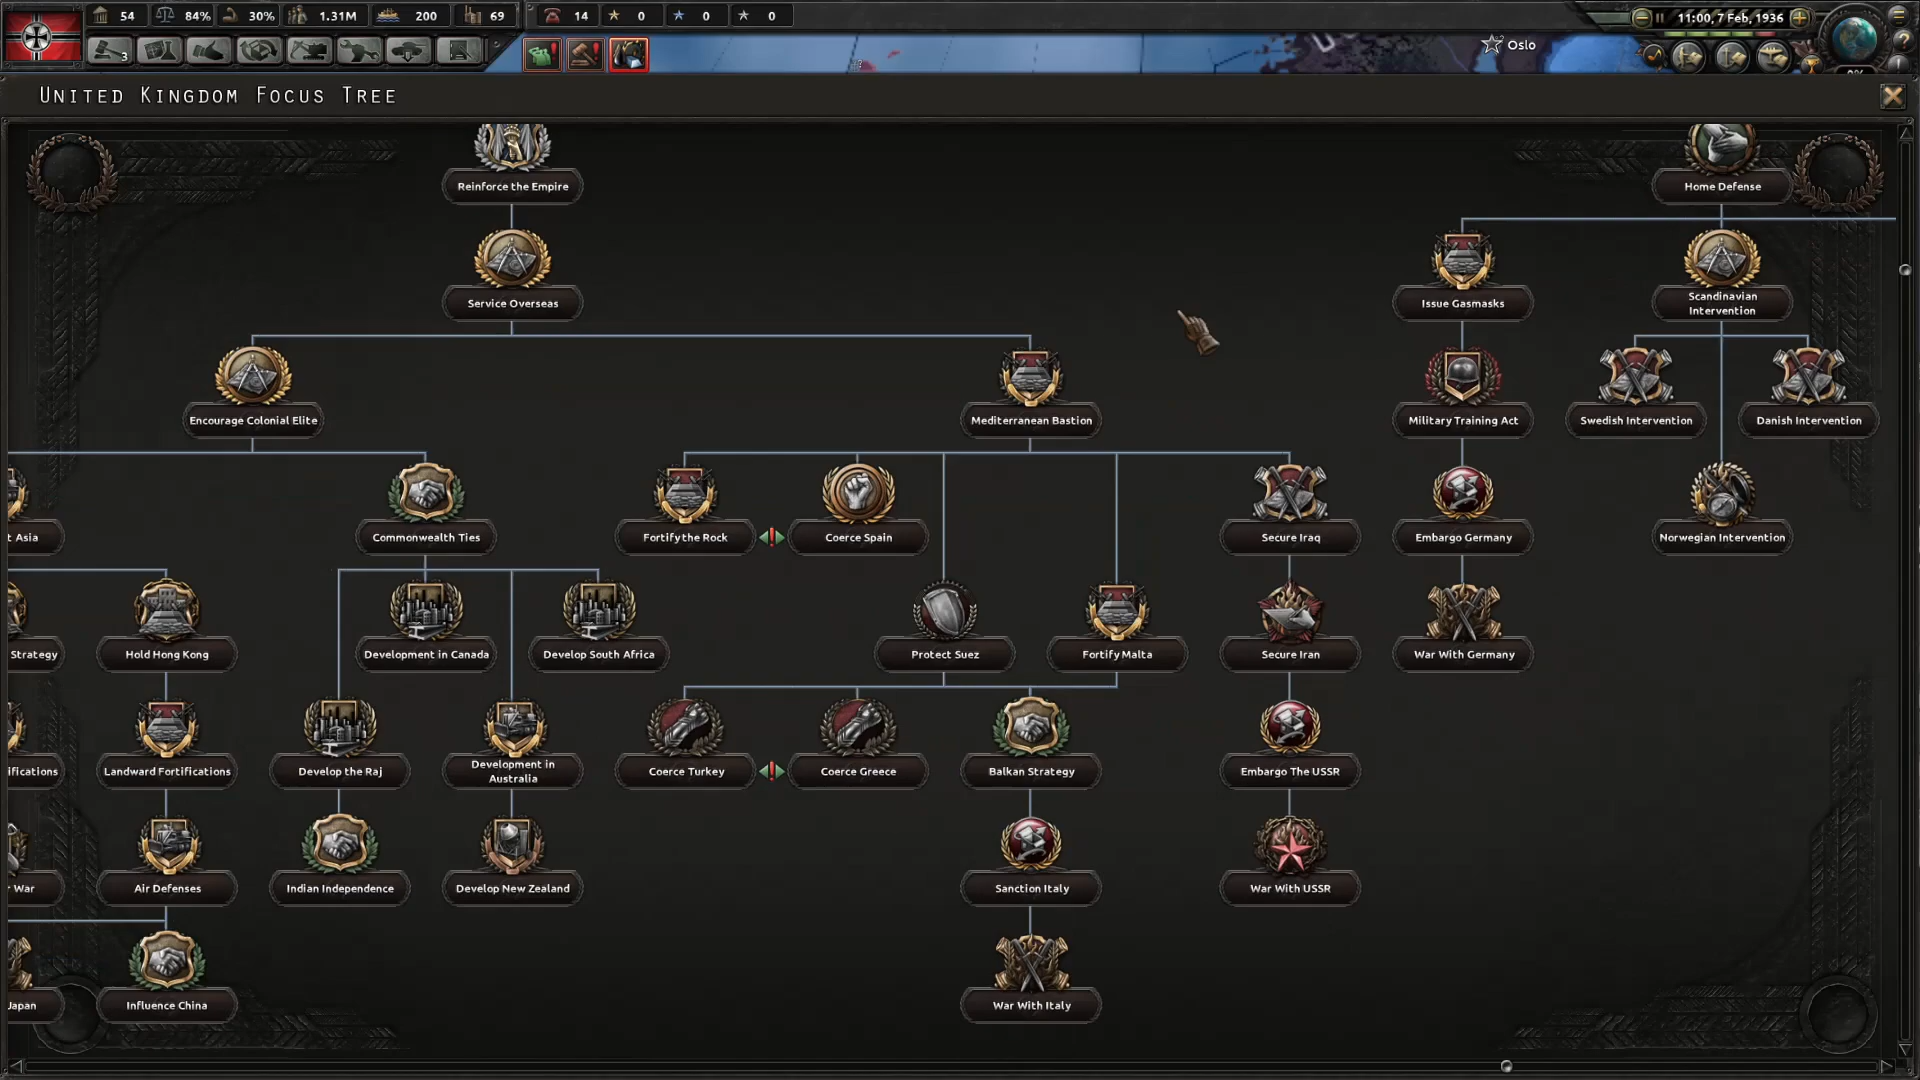 54 84% 30% 1.31M 200 69 14 0 0 0 11:00, 7 Feb, 1936
3
Oslo
0%
United Kingdom Focus Tree
Reinforce the Empire
Home Defense
Service Overseas
Issue Gasmasks
Scandinavian
Intervention
Encourage Colonial Elite
Mediterranean Bastion
Military Training Act
Swedish Intervention
Danish Intervention
t Asia
Commonwealth Ties
Fortify the Rock
Coerce Spain
Secure Iraq
Embargo Germany
Norwegian Intervention
Strategy
Hold Hong Kong
Development in Canada
Develop South Africa
Protect Suez
Fortify Malta
Secure Iran
War With Germany
ifications
Landward Fortifications
Develop the Raj
Development in
Australia
Coerce Turkey
Coerce Greece
Balkan Strategy
Embargo The USSR
r War
Air Defenses
Indian Independence
Develop New Zealand
Sanction Italy
War With USSR
Japan
Influence China
War With Italy